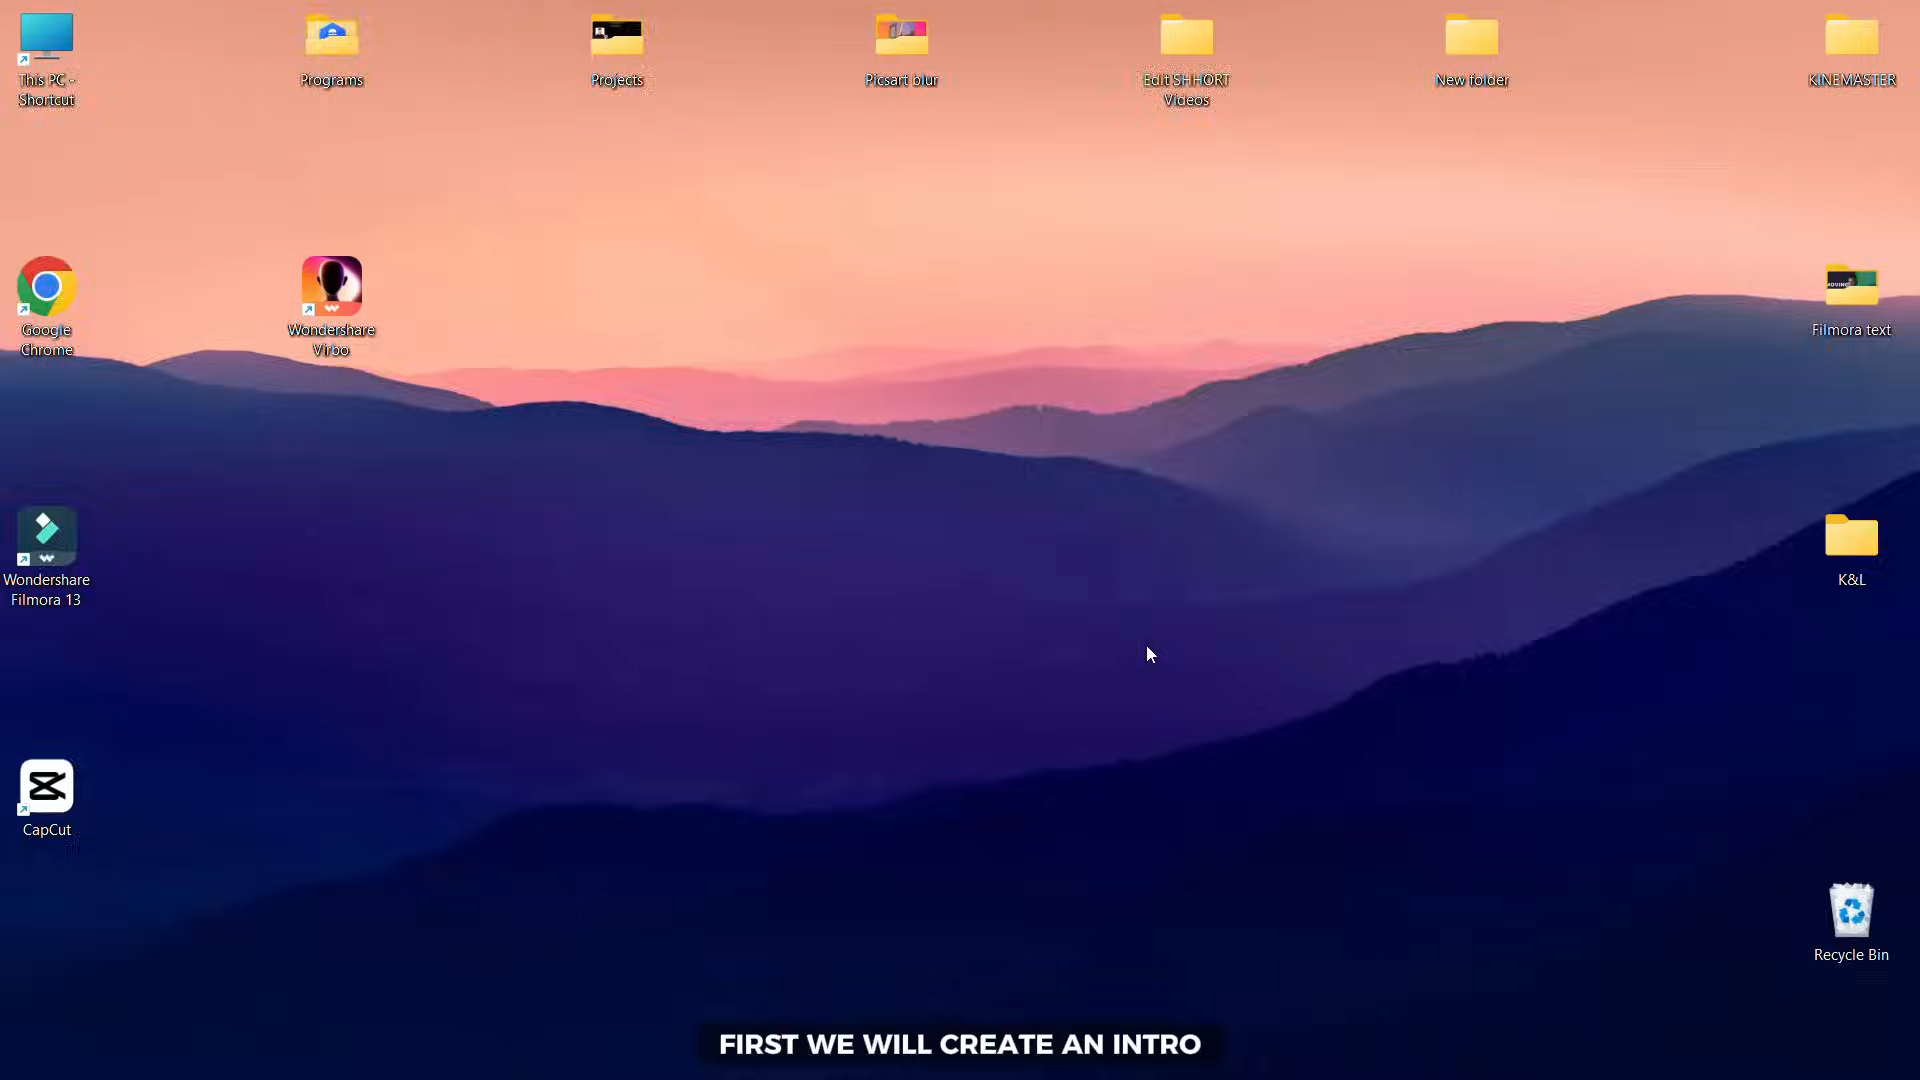 This PC -
Shortcut
Programs
Projects
Picsart blur
Edit SHHORT
Videos
New folder
KINEMASTER
Google
Chrome
Wondershare
Virbo
Filmora text
Wondershare
Filmora 13
K&L
CapCut
Recycle Bin
FIRST WE WILL CREATE AN INTRO